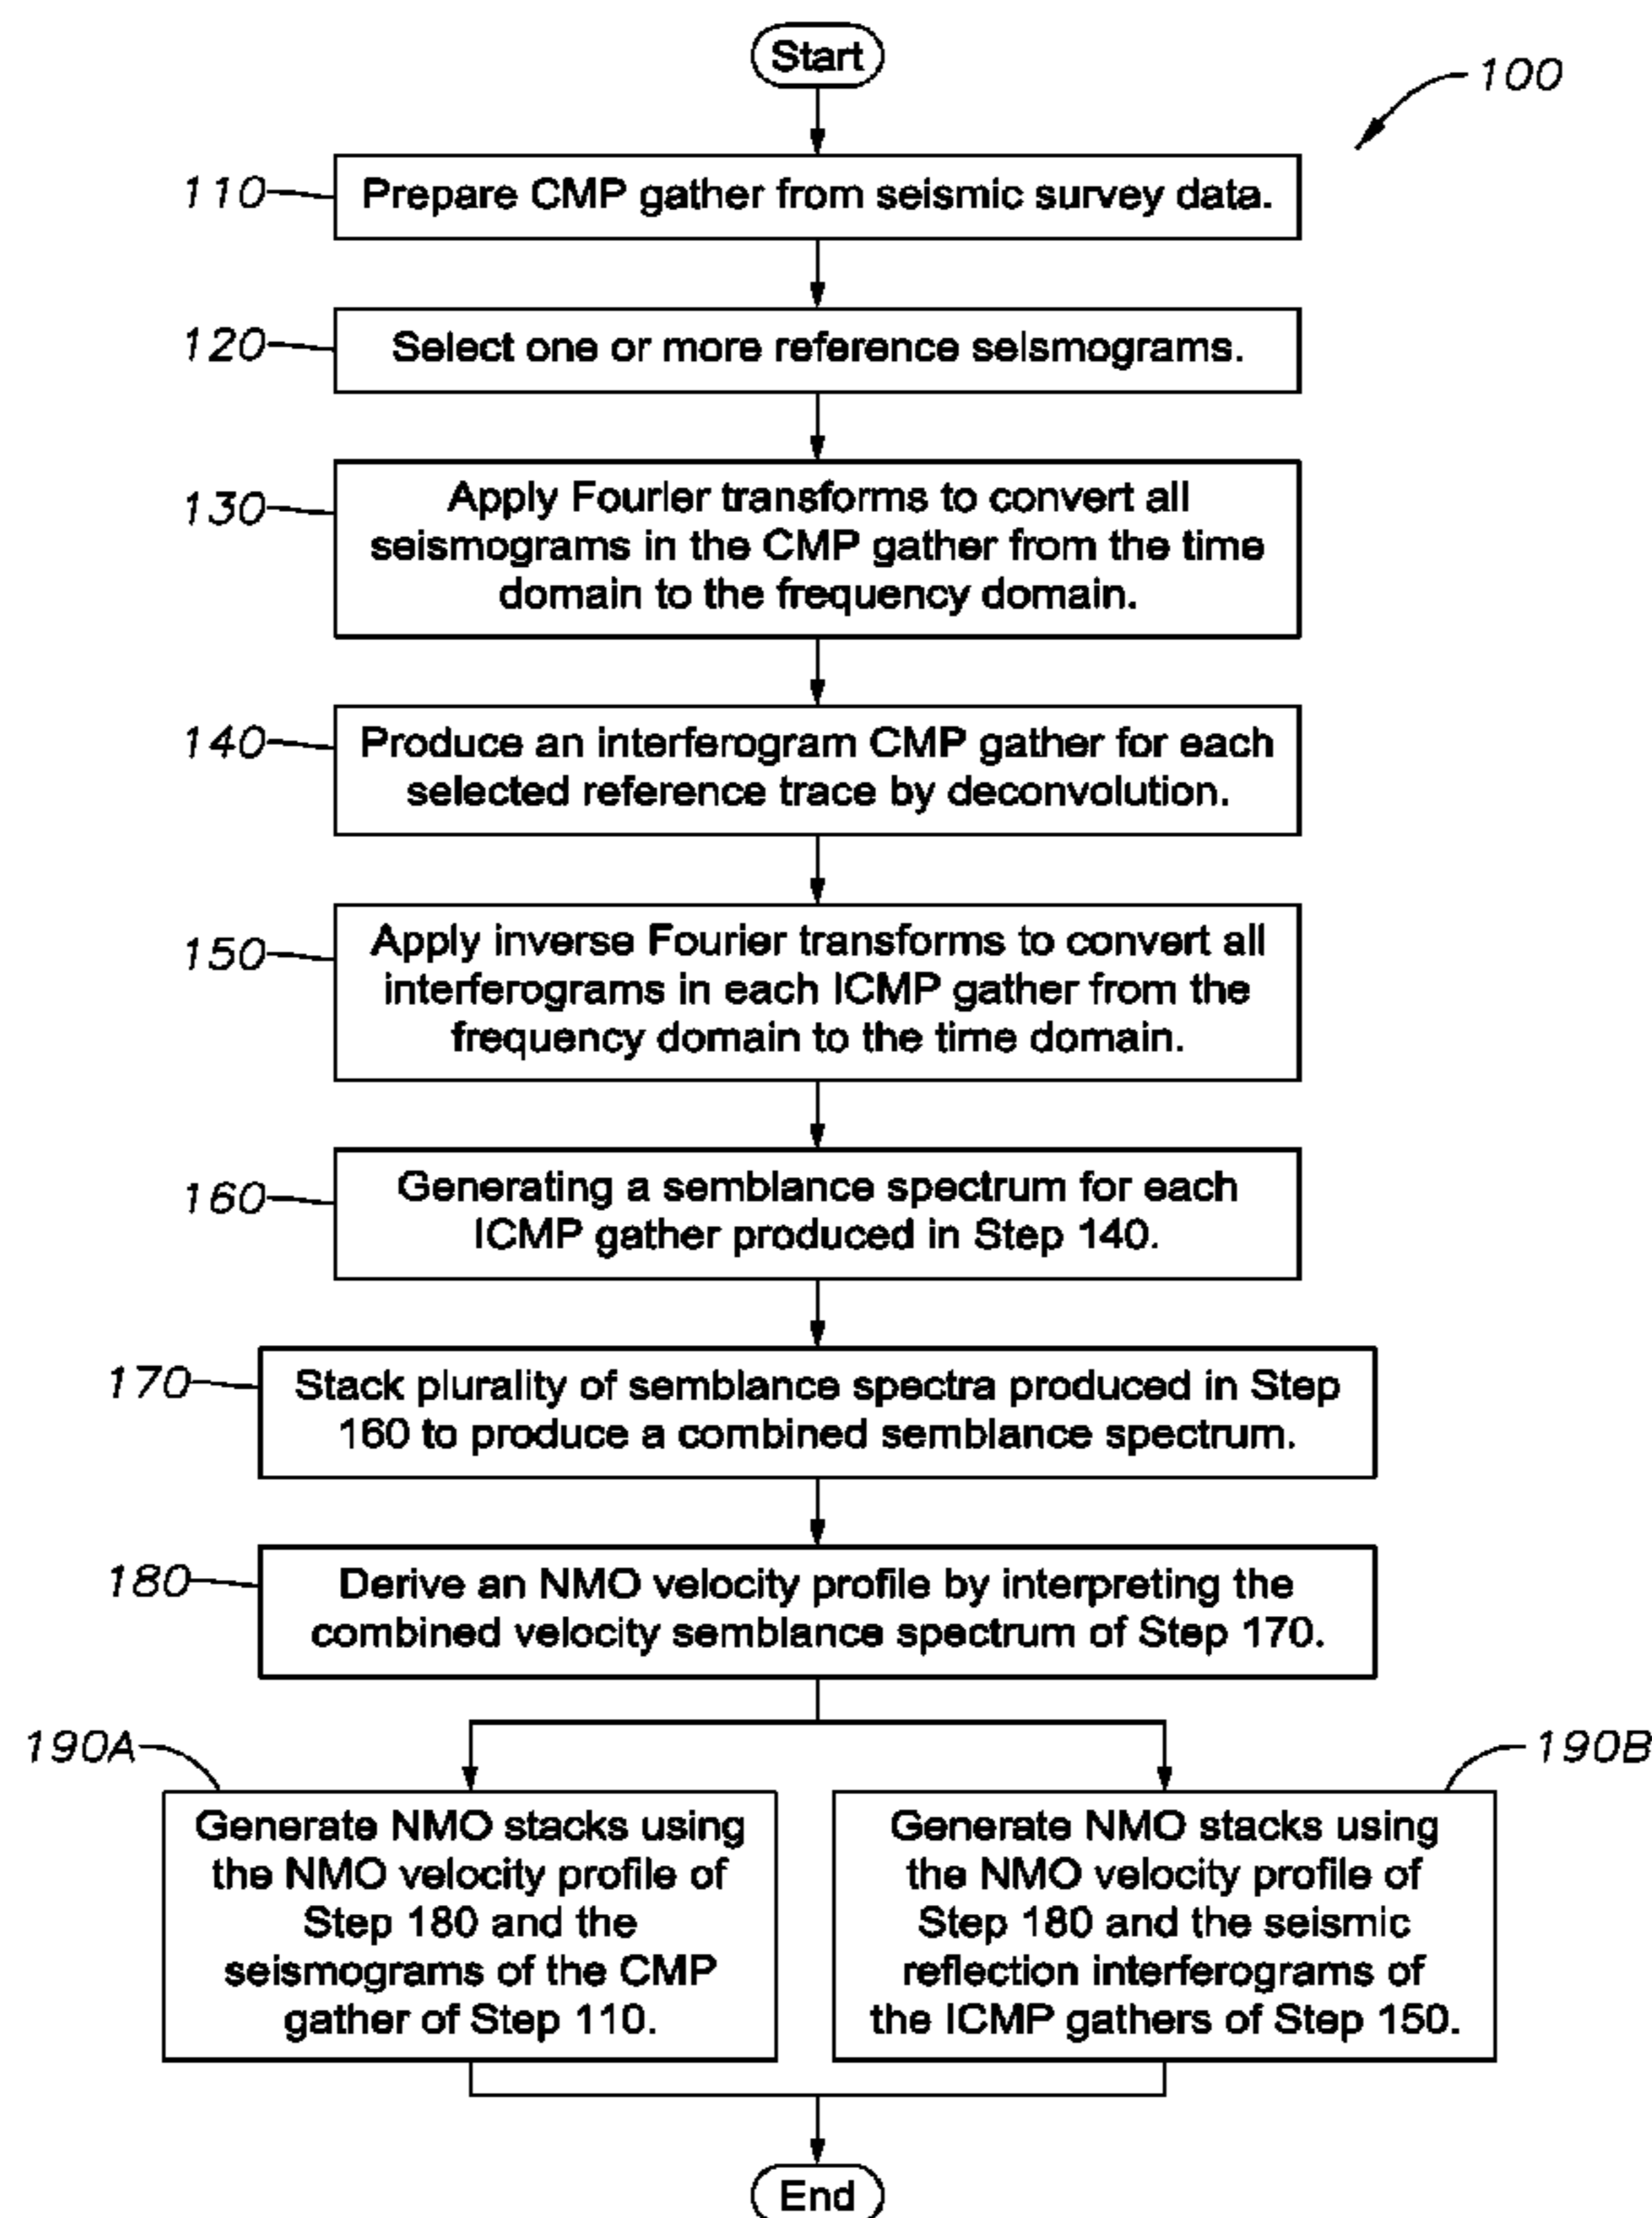 Start
100
110
Prepare CMP gather from seismic survey data.
120
Select one or more reference seismograms.
130
Apply Fourier transforms to convert all
seismograms in the CMP gather from the time
domain to the frequency domain.
140
Produce an interferogram CMP gather for each
selected reference trace by deconvolution.
150
Apply inverse Fourier transforms to convert all
interferograms in each ICMP gather from the
frequency domain to the time domain.
160
Generating a semblance spectrum for each
ICMP gather produced in Step 140.
170
Stack plurality of semblance spectra produced in Step
160 to produce a combined semblance spectrum.
180
Derive an NMO velocity profile by interpreting the
combined velocity semblance spectrum of Step 170.
190A
Generate NMO stacks using
the NMO velocity profile of
Step 180 and the
seismograms of the CMP
gather of Step 110.
190B
Generate NMO stacks using
the NMO velocity profile of
Step 180 and the seismic
reflection interferograms of
the ICMP gathers of Step 150.
End